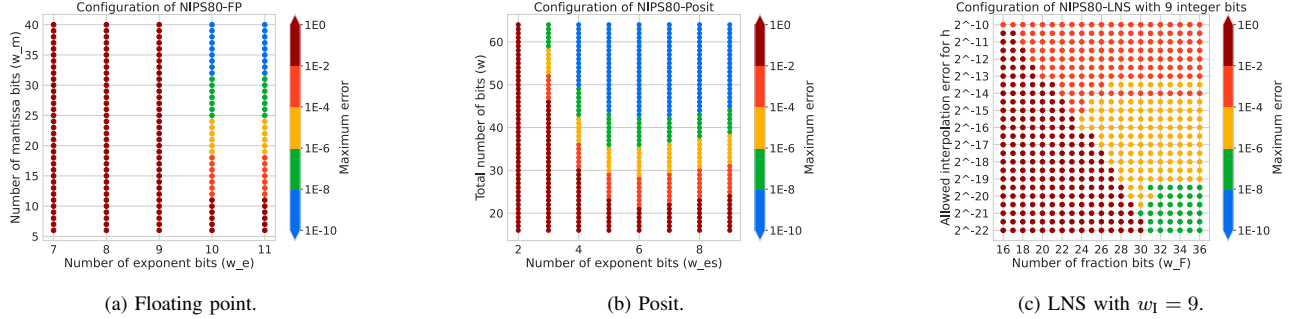 Configuration of NIPS80-FP
Number of mantissa bits (w_m)
40
35
30
25
20
15
10
5
7 8 9 10 11
Number of exponent bits (w_e)
1E0
1E-2
1E-4
1E-6
1E-8
1E-10
Maximum error
(a) Floating point.
Configuration of NIPS80-Posit
Total number of bits (w)
60
50
40
30
20
2 4 6 8
Number of exponent bits (w_es)
1E0
1E-2
1E-4
1E-6
1E-8
1E-10
Maximum error
(b) Posit.
Configuration of NIPS80-LNS with 9 integer bits
Allowed interpolation error for h
2^-10
2^-11
2^-12
2^-13
2^-14
2^-15
2^-16
2^-17
2^-18
2^-19
2^-20
2^-21
2^-22
16 18 20 22 24 26 28 30 32 34 36
Number of fraction bits (w_F)
1E0
1E-2
1E-4
1E-6
1E-8
1E-10
Maximum error
(c) LNS with w_I = 9.